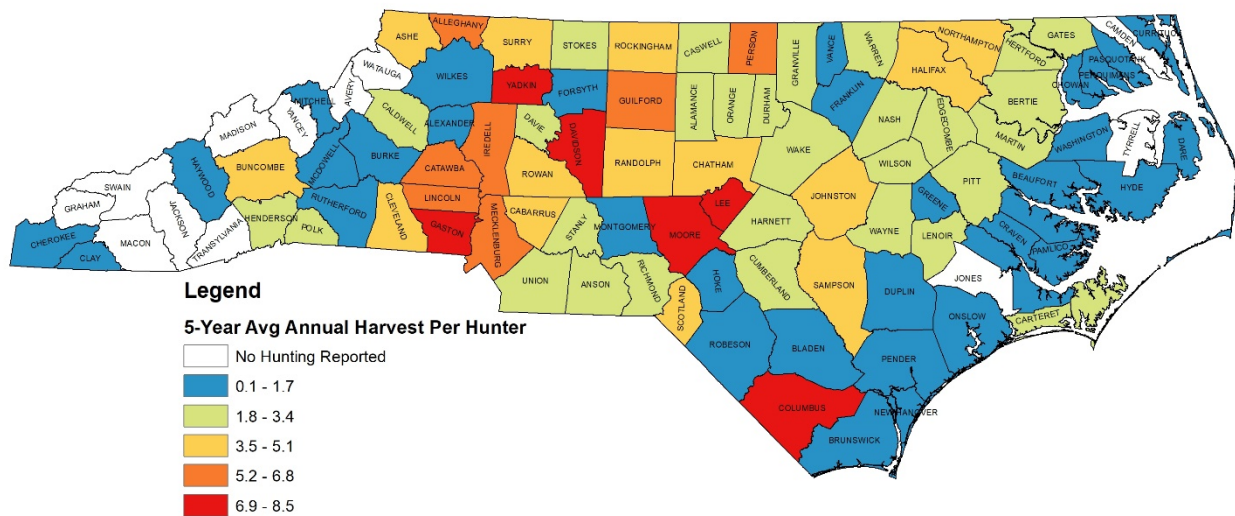 ALLEGHANY
ASHE
SURRY
STOKES
ROCKINGHAM
CASWELL
PERSON
GRANVILLE
VANCE
WARREN
NORTHAMPTON
HERTFORD
GATES
CAMDEN
CURRITUCK
PASQUOTANK
PERQUIMANS
CHOWAN
HALIFAX
BERTIE
WATAUGA
WILKES
YADKIN
FORSYTH
GUILFORD
ALAMANCE
ORANGE
DURHAM
FRANKLIN
NASH
EDGECOMBE
MARTIN
WASHINGTON
TYRRELL
DARE
MITCHELL
AVERY
YANCEY
MADISON
CALDWELL
ALEXANDER
IREDELL
DAVIE
DAVIDSON
RANDOLPH
CHATHAM
WAKE
WILSON
PITT
BEAUFORT
HYDE
HAYWOOD
BUNCOMBE
MCDOWELL
BURKE
CATAWBA
ROWAN
LEE
JOHNSTON
GREENE
SWAIN
GRAHAM
JACKSON
HENDERSON
POLK
RUTHERFORD
CLEVELAND
LINCOLN
GASTON
MECKLENBURG
CABARRUS
STANLY
MONTGOMERY
MOORE
HARNETT
WAYNE
LENOIR
CRAVEN
PAMLICO
CHEROKEE
CLAY
MACON
TRANSYLVANIA
UNION
ANSON
RICHMOND
SCOTLAND
HOKE
CUMBERLAND
SAMPSON
DUPLIN
JONES
ONSLOW
CARTERET
ROBESON
BLADEN
PENDER
COLUMBUS
NEW HANOVER
BRUNSWICK
Legend
5-Year Avg Annual Harvest Per Hunter
No Hunting Reported
0.1 - 1.7
1.8 - 3.4
3.5 - 5.1
5.2 - 6.8
6.9 - 8.5